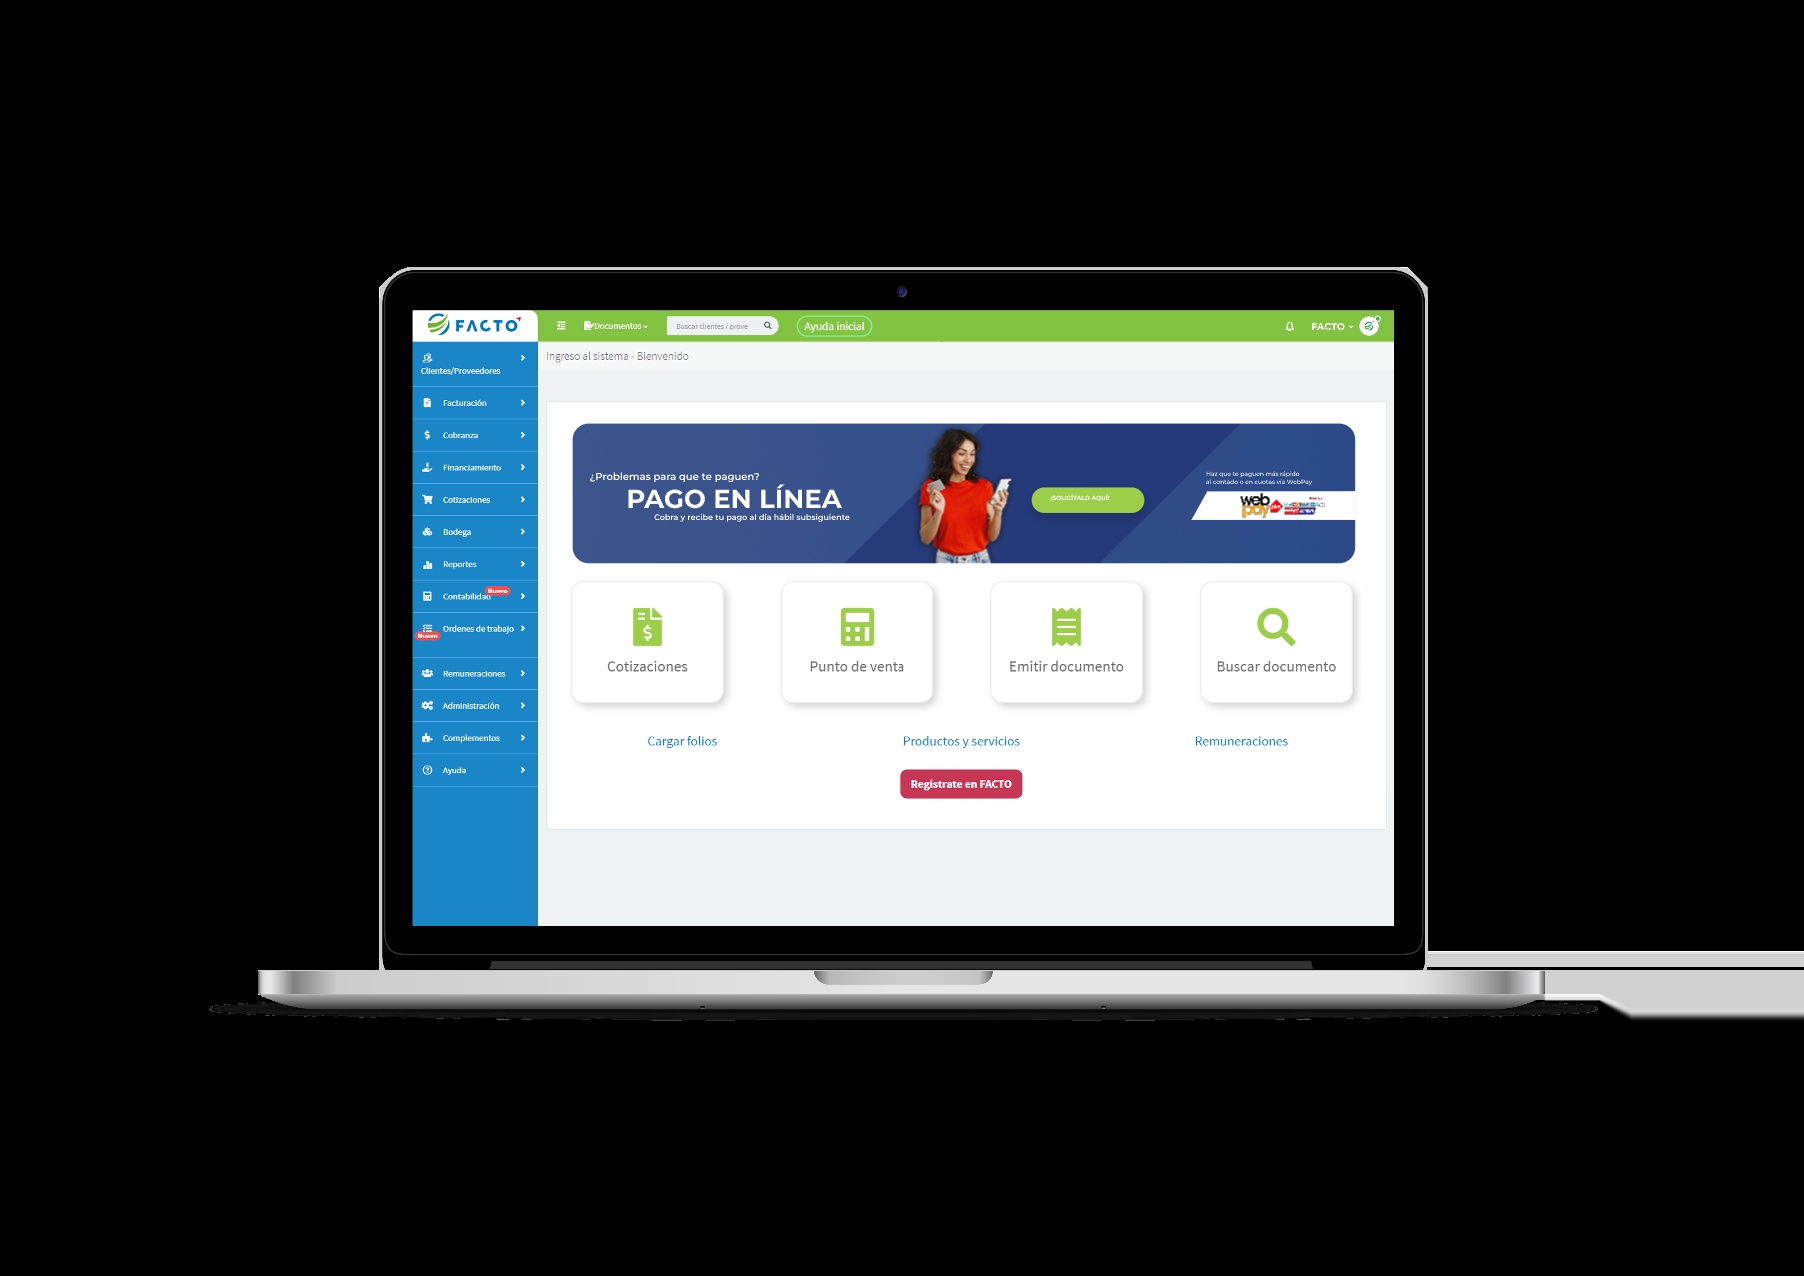 FACTO
Documentos
Buscar clientes / prove
Ayuda inicial
FACTO
Ingreso al sistema - Bienvenido
Clientes/Proveedores
Facturación
Cobranza
Financiamiento
Cotizaciones
Bodega
Reportes
Contabilidad
Nuevo
Ordenes de trabajo
Nuevo
Remuneraciones
Administración
Complementos
Ayuda
¿Problemas para que te paguen?
PAGO EN LÍNEA
Cobra y recibe tu pago al día hábil subsiguiente
¡SOLICÍTALO AQUÍ!
Haz que te paguen más rápido
al contado o en cuotas vía WebPay
web
pay
Cotizaciones
Punto de venta
Emitir documento
Buscar documento
Cargar folios
Productos y servicios
Remuneraciones
Regístrate en FACTO